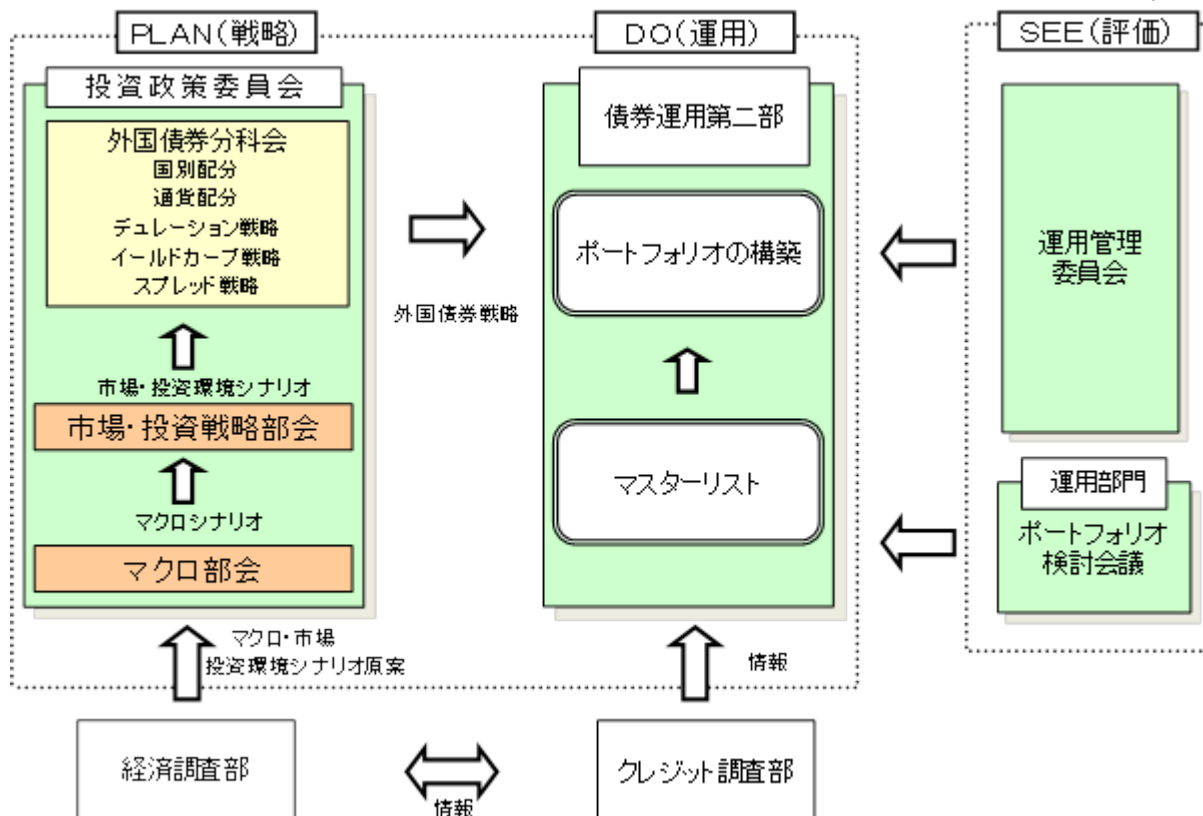 PLAN(戦略)
投資政策委員会
外国債券分科会
国別配分
通貨配分
デュレーション戦略
イールドカーブ戦略
スプレッド戦略
市場・投資環境シナリオ
市場・投資戦略部会
マクロシナリオ
マクロ部会
マクロ・市場
投資環境シナリオ原案
経済調査部
外国債券戦略
情報
DO(運用)
債券運用第二部
ポートフォリオの構築
マスターリスト
情報
クレジット調査部
SEE(評価)
運用管理
委員会
運用部門
ポートフォリオ
検討会議